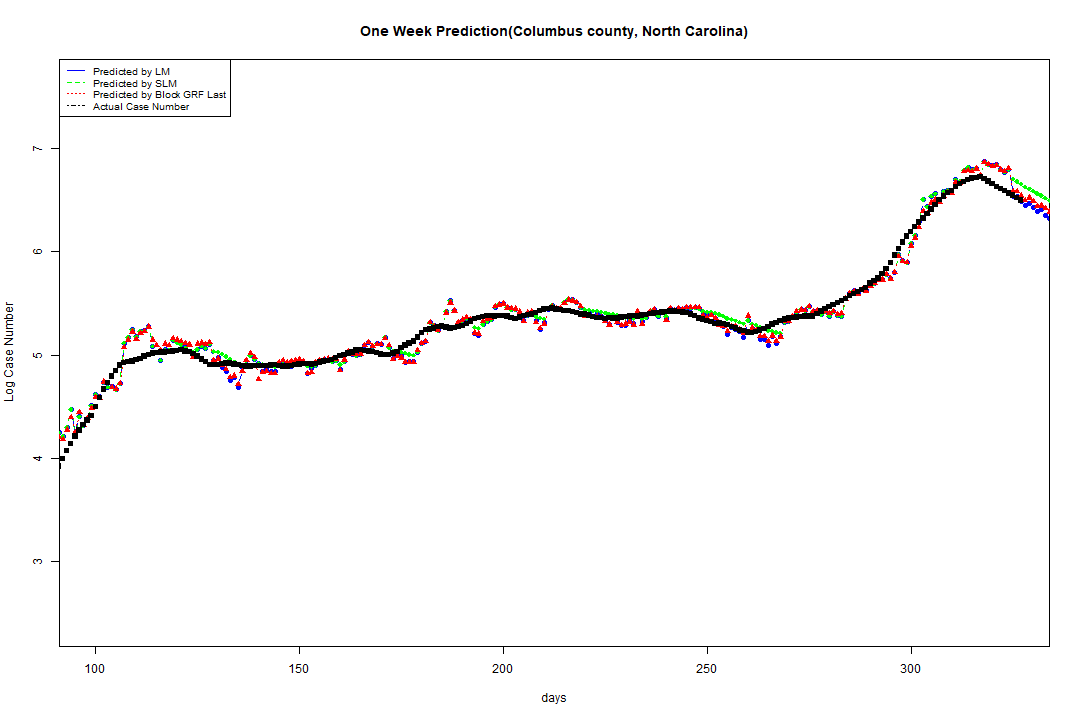 One Week Prediction(Columbus county, North Carolina)
Predicted by LM
Predicted by SLM
Predicted by Block GRF Last
Actual Case Number
7
6
5
4
3
Log Case Number
100 150 200 250 300
days